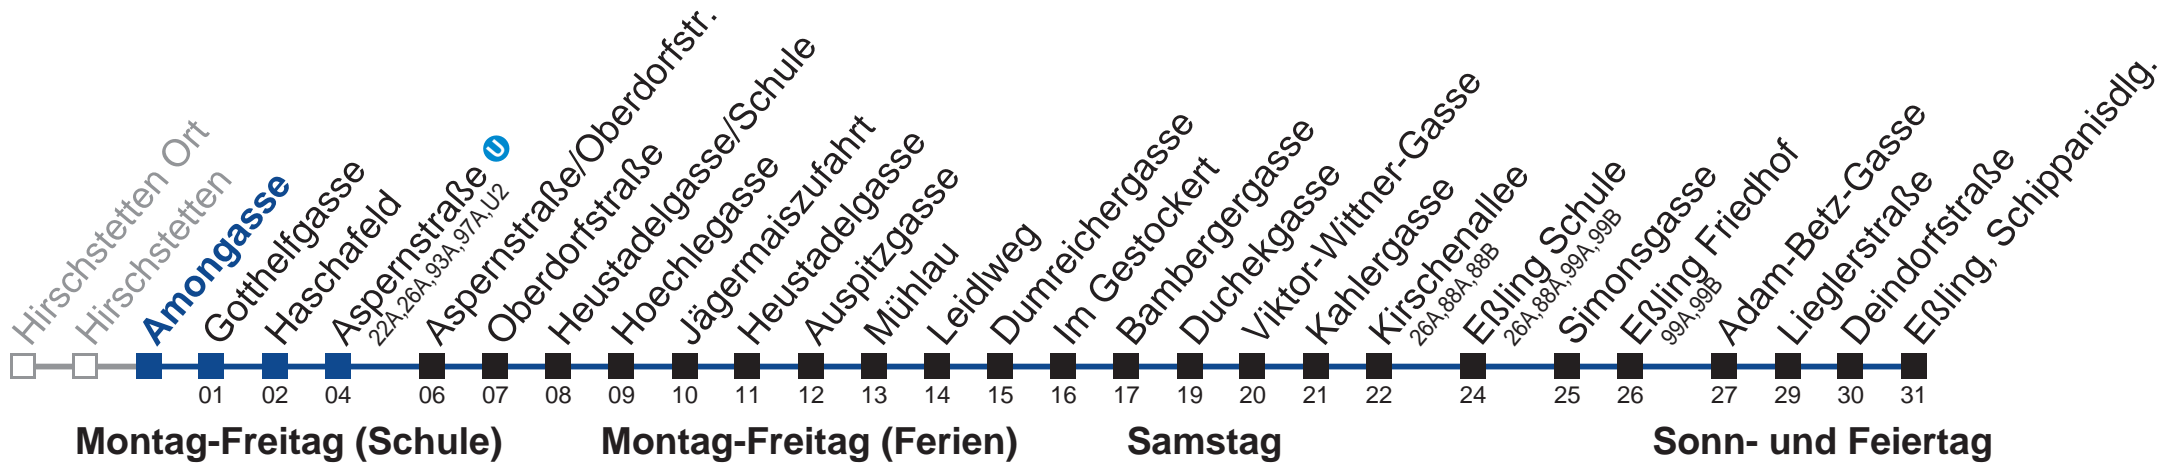 Hirschstetten Ort
Hirschstetten
Amongasse
Gotthelfgasse
Haschafeld
Aspernstraße U
22A,26A,93A,97A,U2
Aspernstraße/Oberdorfstr.
Oberdorfstraße
Heustadelgasse/Schule
Hoechlegasse
Jägermaiszufahrt
Heustadelgasse
Auspitzgasse
Mühlau
Leidlweg
Dumreichergasse
Im Gestockert
Bambergergasse
Duchekgasse
Viktor-Wittner-Gasse
Kahlergasse
Kirschenallee
26A,88A,88B
Eßling Schule
26A,88A,99A,99B
Simonsgasse
Eßling Friedhof
99A,99B
Adam-Betz-Gasse
Lieglerstraße
Deindorfstraße
Eßling, Schippanisdlg.
01 02 04 06 07 08 09 10 11 12 13 14 15 16 17 19 20 21 22 24 25 26 27 29 30 31
Montag-Freitag (Schule) Montag-Freitag (Ferien) Samstag Sonn- und Feiertag